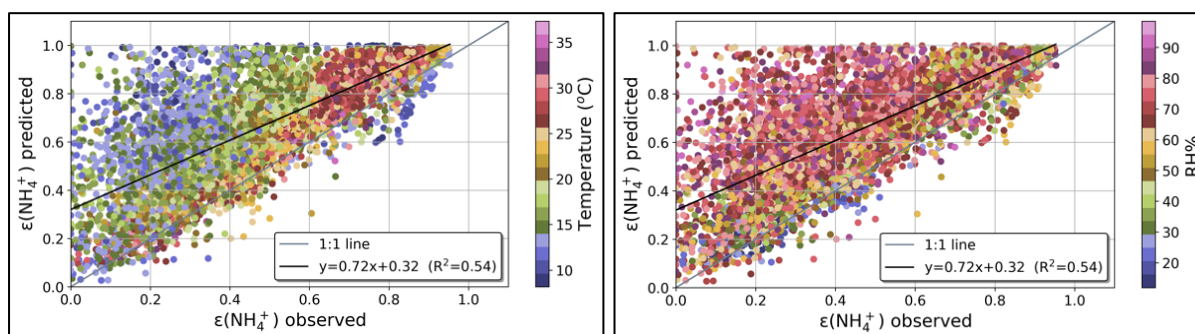 1.0
0.8
0.6
0.4
0.2
0.0
ε(NH₄⁺) predicted
0.0 0.2 0.4 0.6 0.8 1.0
ε(NH₄⁺) observed
1:1 line
y=0.72x+0.32 (R²=0.54)
35
30
25
20
15
10
Temperature (°C)
1.0
0.8
0.6
0.4
0.2
0.0
ε(NH₄⁺) predicted
0.0 0.2 0.4 0.6 0.8 1.0
ε(NH₄⁺) observed
1:1 line
y=0.72x+0.32 (R²=0.54)
90
80
70
60
50
40
30
20
RH%